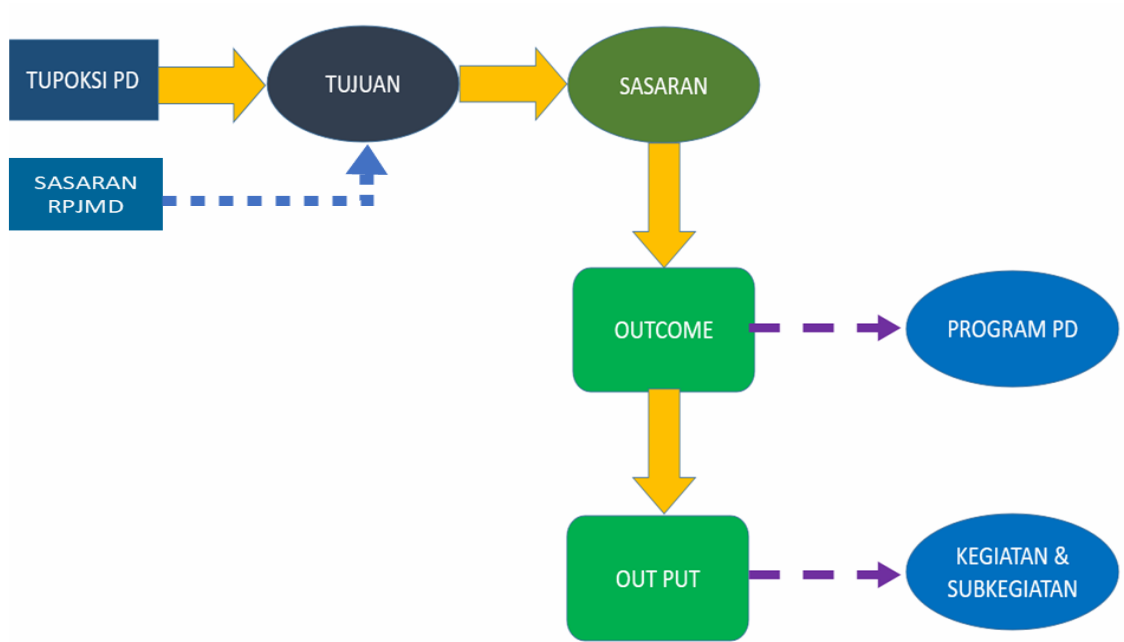 TUPOKSI PD
TUJUAN
SASARAN
SASARAN
RPJMD
OUTCOME
PROGRAM PD
OUT PUT
KEGIATAN &
SUBKEGIATAN